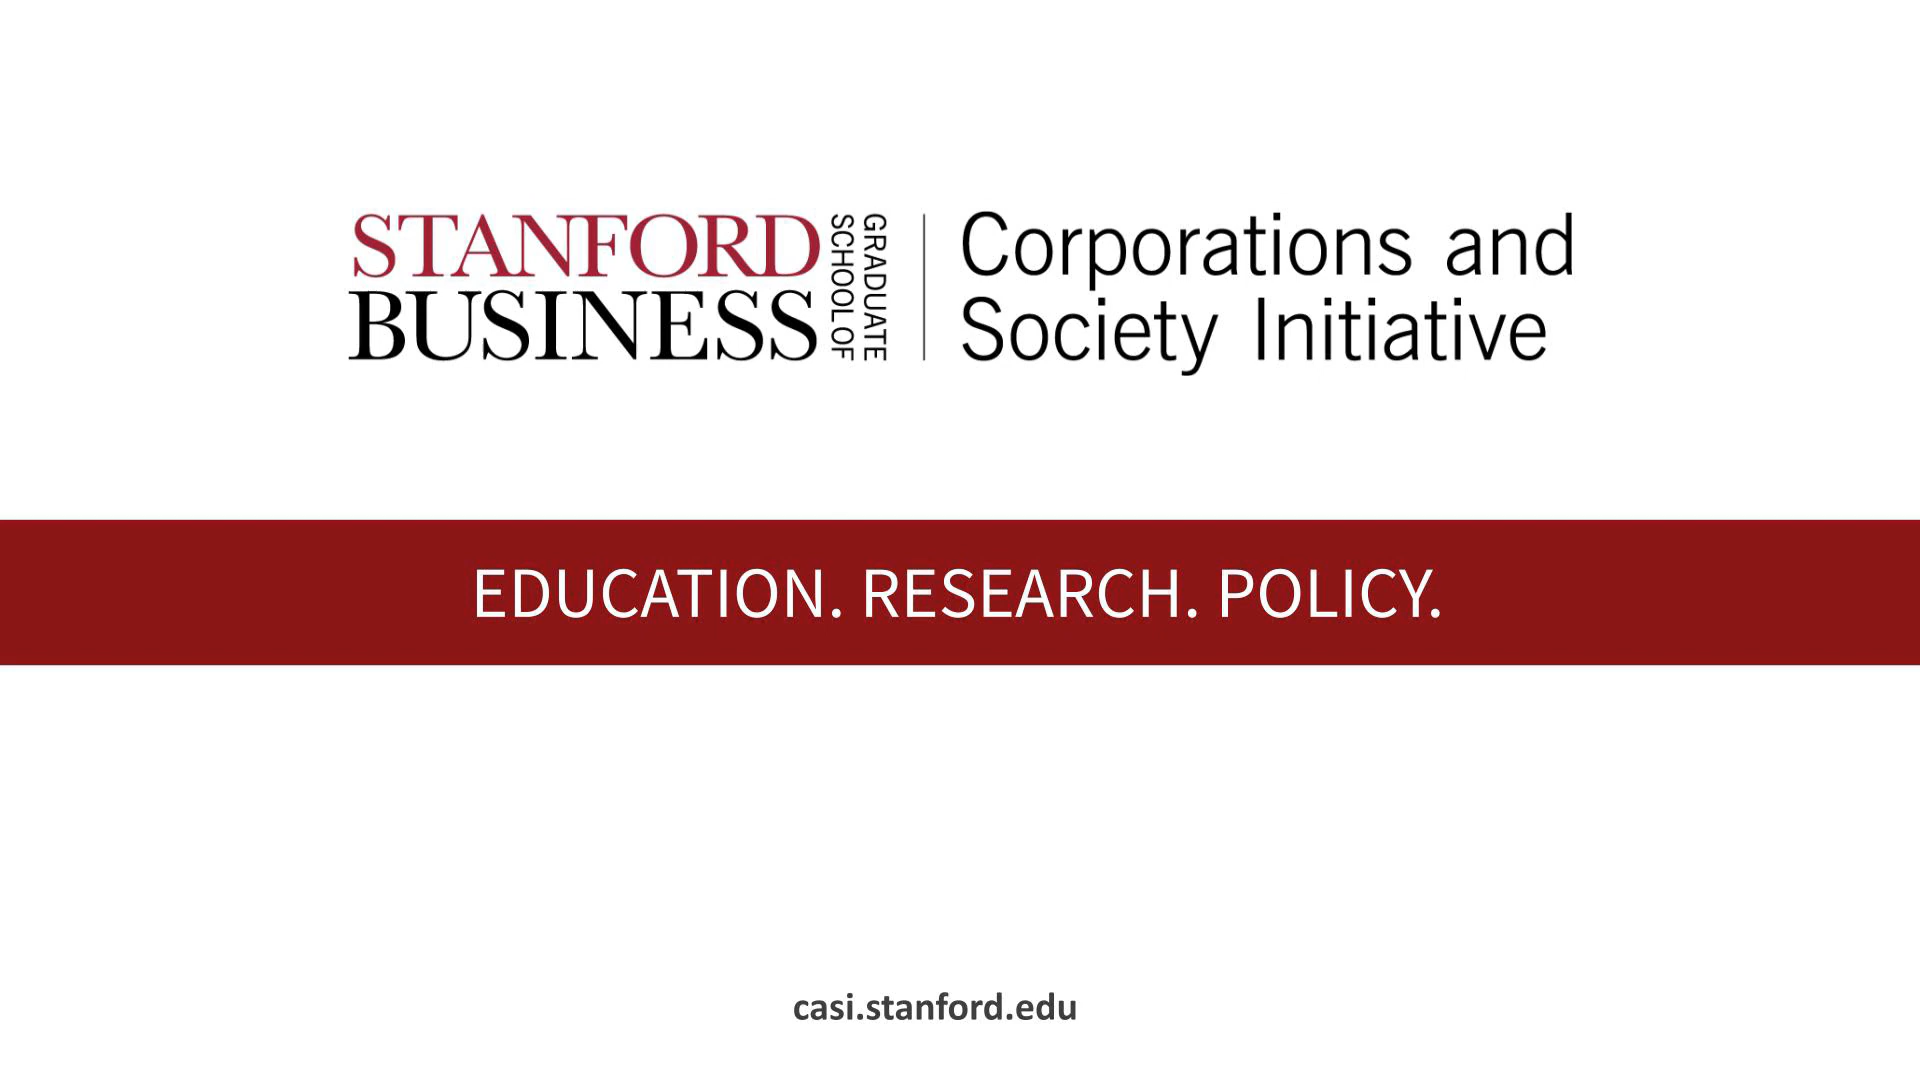 STANFORD
BUSINESS
GRADUATE
SCHOOL OF
Corporations and
Society Initiative
EDUCATION. RESEARCH. POLICY.
casi.stanford.edu